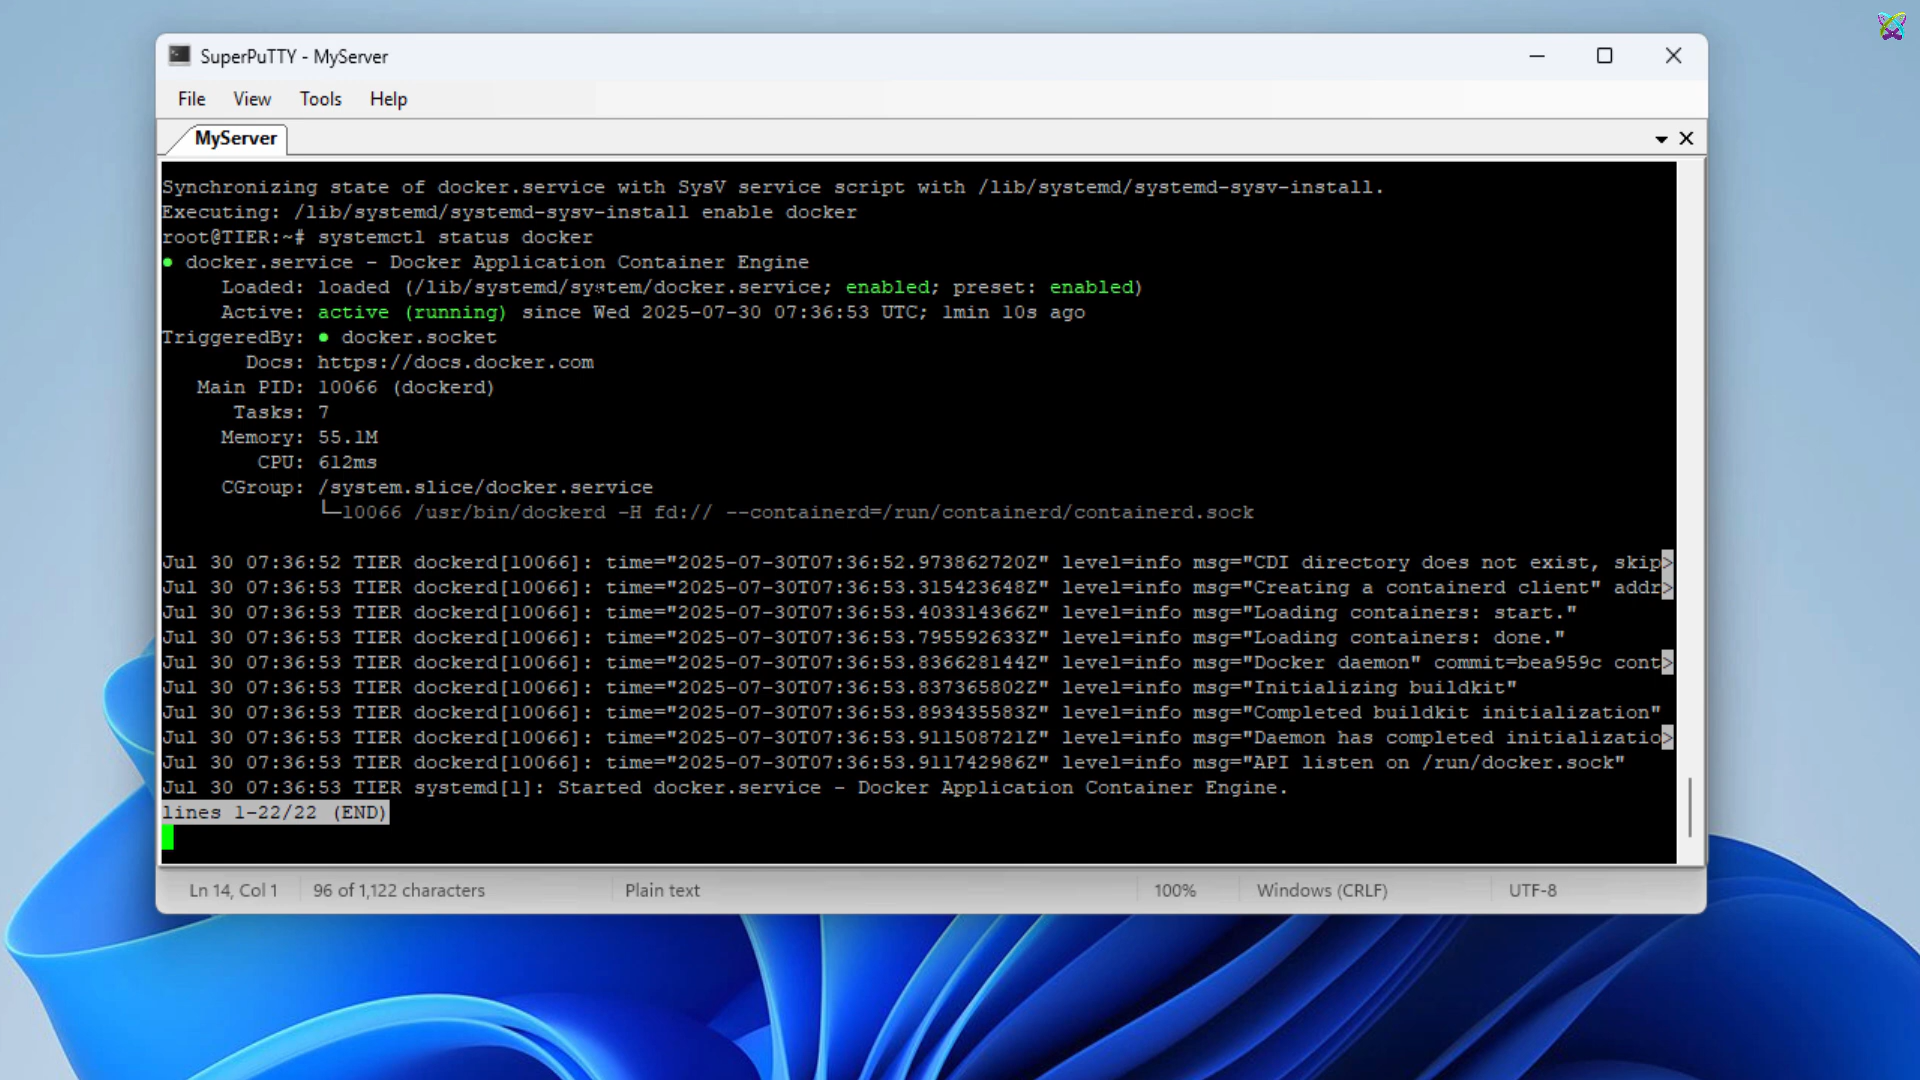 SuperPuTTY - MyServer
File View Tools Help
MyServer
Synchronizing state of docker.service with SysV service script with /lib/systemd/systemd-sysv-install.
Executing: /lib/systemd/systemd-sysv-install enable docker
root@TIER:~# systemctl status docker
● docker.service - Docker Application Container Engine
Loaded: loaded (/lib/systemd/system/docker.service; enabled; preset: enabled)
Active: active (running) since Wed 2025-07-30 07:36:53 UTC; 1min 10s ago
TriggeredBy: ● docker.socket
Docs: https://docs.docker.com
Main PID: 10066 (dockerd)
Tasks: 7
Memory: 55.1M
CPU: 612ms
CGroup: /system.slice/docker.service
└─10066 /usr/bin/dockerd -H fd:// --containerd=/run/containerd/containerd.sock
Jul 30 07:36:52 TIER dockerd[10066]: time="2025-07-30T07:36:52.973862720Z" level=info msg="CDI directory does not exist, skip>
Jul 30 07:36:53 TIER dockerd[10066]: time="2025-07-30T07:36:53.315423648Z" level=info msg="Creating a containerd client" addr>
Jul 30 07:36:53 TIER dockerd[10066]: time="2025-07-30T07:36:53.403314366Z" level=info msg="Loading containers: start."
Jul 30 07:36:53 TIER dockerd[10066]: time="2025-07-30T07:36:53.795592633Z" level=info msg="Loading containers: done."
Jul 30 07:36:53 TIER dockerd[10066]: time="2025-07-30T07:36:53.836628144Z" level=info msg="Docker daemon" commit=bea959c cont>
Jul 30 07:36:53 TIER dockerd[10066]: time="2025-07-30T07:36:53.837365802Z" level=info msg="Initializing buildkit"
Jul 30 07:36:53 TIER dockerd[10066]: time="2025-07-30T07:36:53.893435583Z" level=info msg="Completed buildkit initialization"
Jul 30 07:36:53 TIER dockerd[10066]: time="2025-07-30T07:36:53.911508721Z" level=info msg="Daemon has completed initializatio>
Jul 30 07:36:53 TIER dockerd[10066]: time="2025-07-30T07:36:53.911742986Z" level=info msg="API listen on /run/docker.sock"
Jul 30 07:36:53 TIER systemd[1]: Started docker.service - Docker Application Container Engine.
lines 1-22/22 (END)
Ln 14, Col 1 96 of 1,122 characters Plain text 100% Windows (CRLF) UTF-8